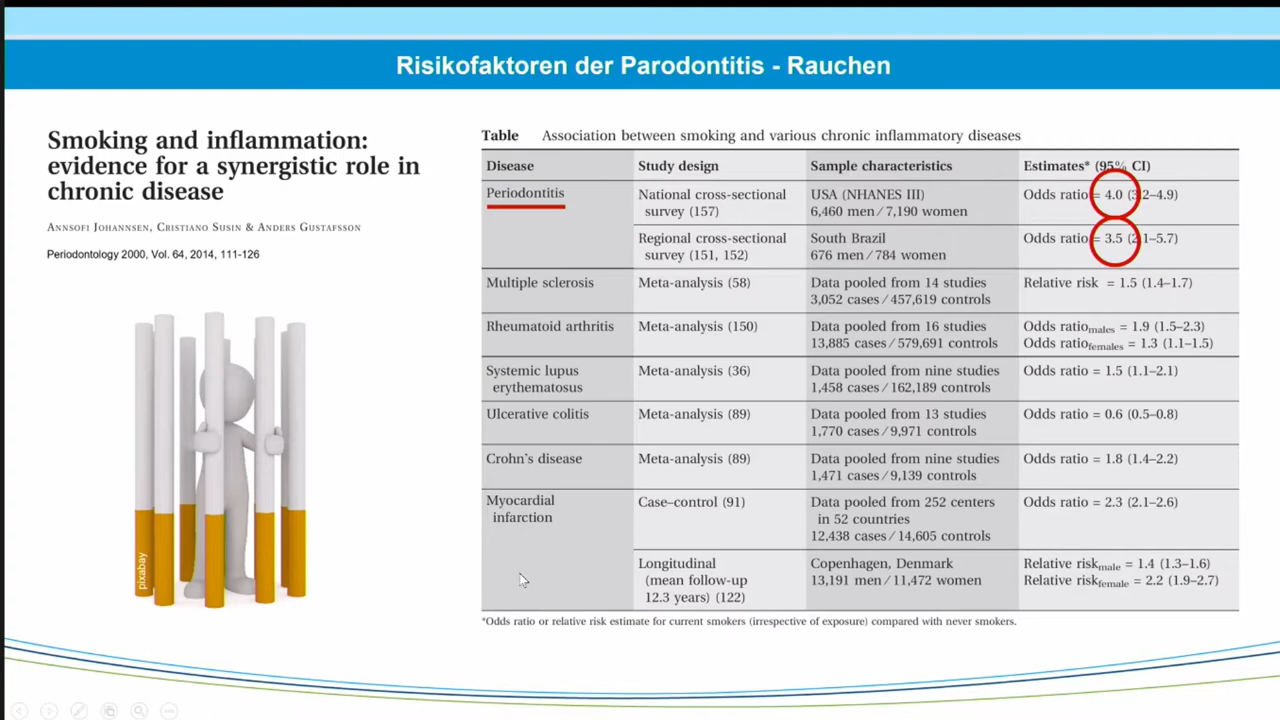 Risikofaktoren der Parodontitis - Rauchen
Smoking and inflammation:
evidence for a synergistic role in
chronic disease
Annsofi Johannsen, Cristiano Susin & Anders Gustafsson
Periodontology 2000, Vol. 64, 2014, 111-126
pixabay
Table Association between smoking and various chronic inflammatory diseases
Disease Study design Sample characteristics Estimates* (95% CI)
Periodontitis National cross-sectional USA (NHANES III) Odds ratio = 4.0 (3.2–4.9)
survey (157) 6,460 men/7,190 women
Regional cross-sectional South Brazil Odds ratio = 3.5 (2.1–5.7)
survey (151, 152) 676 men/784 women
Multiple sclerosis Meta-analysis (58) Data pooled from 14 studies Relative risk = 1.5 (1.4–1.7)
3,052 cases/457,619 controls
Rheumatoid arthritis Meta-analysis (150) Data pooled from 16 studies Odds ratiomales = 1.9 (1.5–2.3)
13,885 cases/579,691 controls Odds ratiofemales = 1.3 (1.1–1.5)
Systemic lupus Meta-analysis (36) Data pooled from nine studies Odds ratio = 1.5 (1.1–2.1)
erythematosus 1,458 cases/162,189 controls
Ulcerative colitis Meta-analysis (89) Data pooled from 13 studies Odds ratio = 0.6 (0.5–0.8)
1,770 cases/9,971 controls
Crohn's disease Meta-analysis (89) Data pooled from nine studies Odds ratio = 1.8 (1.4–2.2)
1,471 cases/9,139 controls
Myocardial Case–control (91) Data pooled from 252 centers Odds ratio = 2.3 (2.1–2.6)
infarction in 52 countries
12,438 cases/14,605 controls
Longitudinal Copenhagen, Denmark Relative riskmale = 1.4 (1.3–1.6)
(mean follow-up 13,191 men/11,472 women Relative riskfemale = 2.2 (1.9–2.7)
12.3 years) (122)
*Odds ratio or relative risk estimate for current smokers (irrespective of exposure) compared with never smokers.